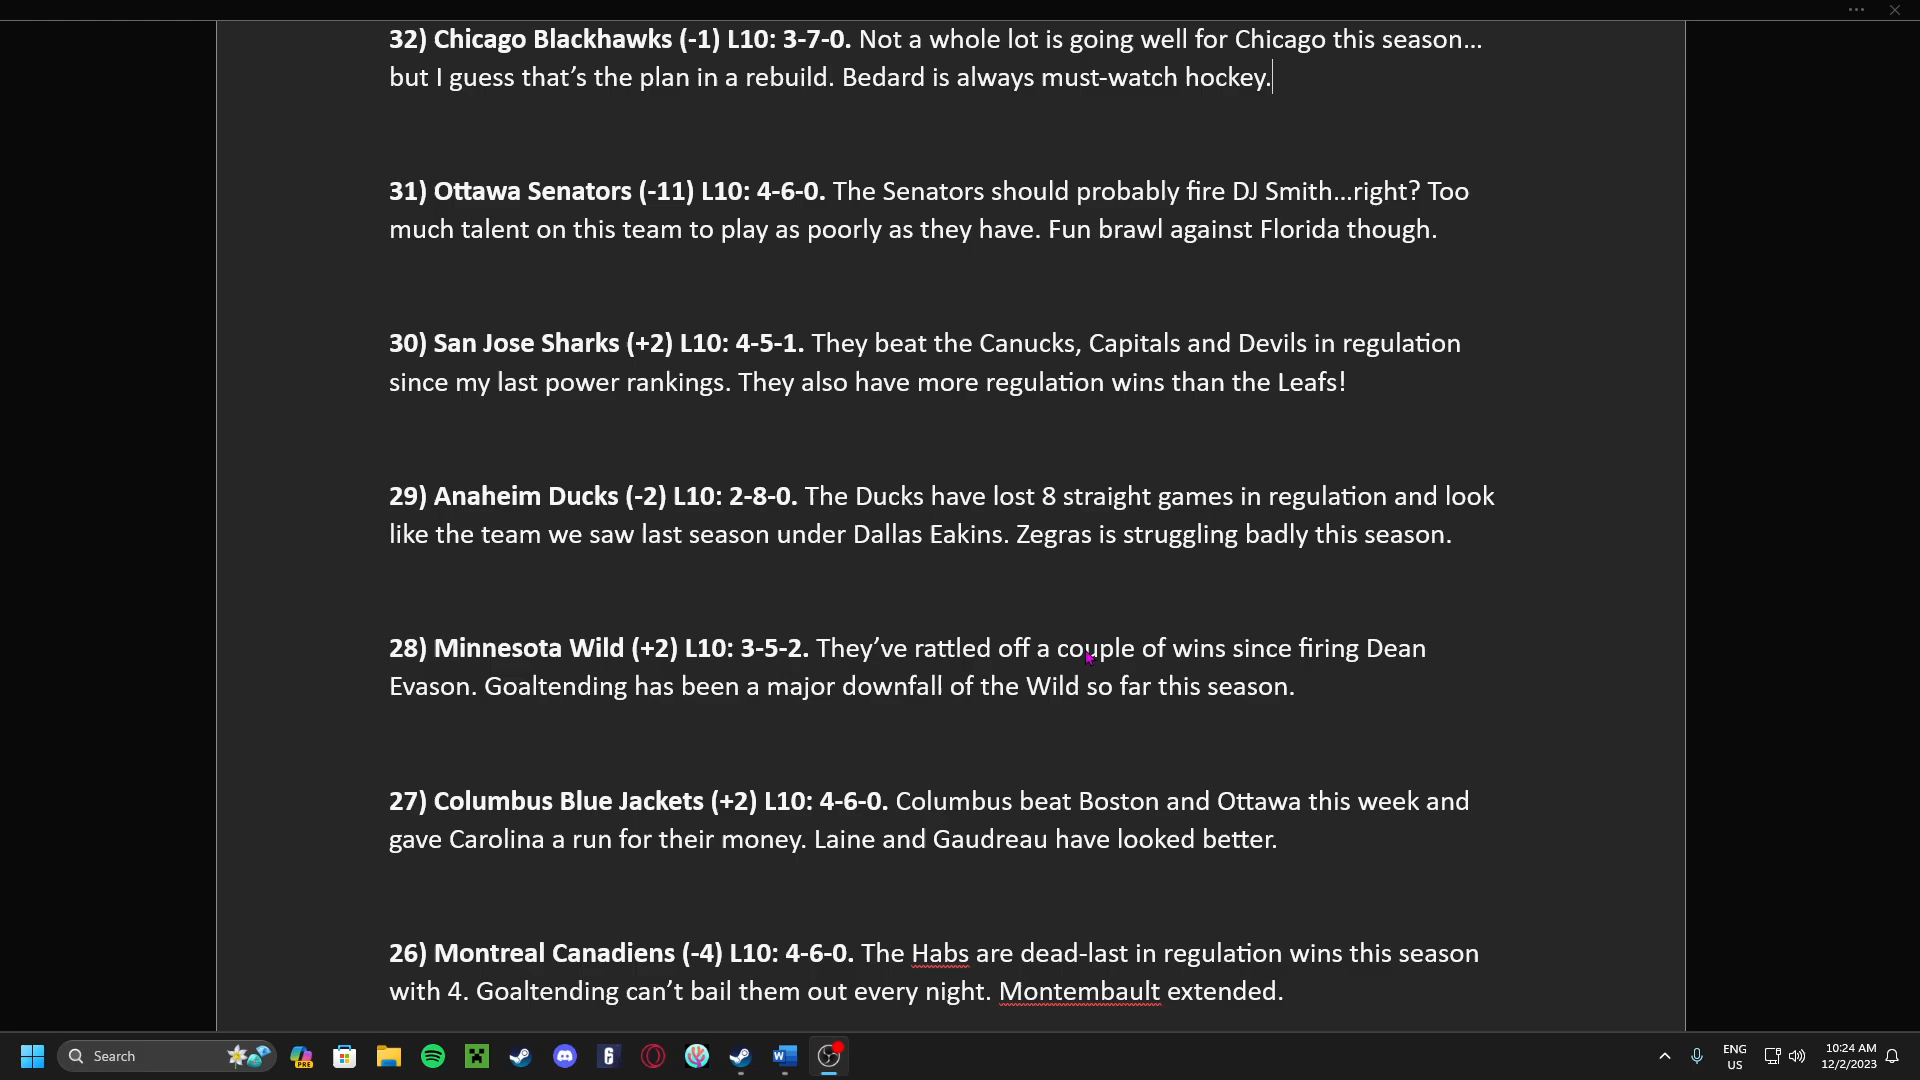 32) Chicago Blackhawks (-1) L10: 3-7-0. Not a whole lot is going well for Chicago this season…
but I guess that’s the plan in a rebuild. Bedard is always must-watch hockey.
31) Ottawa Senators (-11) L10: 4-6-0. The Senators should probably fire DJ Smith…right? Too
much talent on this team to play as poorly as they have. Fun brawl against Florida though.
30) San Jose Sharks (+2) L10: 4-5-1. They beat the Canucks, Capitals and Devils in regulation
since my last power rankings. They also have more regulation wins than the Leafs!
29) Anaheim Ducks (-2) L10: 2-8-0. The Ducks have lost 8 straight games in regulation and look
like the team we saw last season under Dallas Eakins. Zegras is struggling badly this season.
28) Minnesota Wild (+2) L10: 3-5-2. They’ve rattled off a couple of wins since firing Dean
Evason. Goaltending has been a major downfall of the Wild so far this season.
27) Columbus Blue Jackets (+2) L10: 4-6-0. Columbus beat Boston and Ottawa this week and
gave Carolina a run for their money. Laine and Gaudreau have looked better.
26) Montreal Canadiens (-4) L10: 4-6-0. The Habs are dead-last in regulation wins this season
with 4. Goaltending can’t bail them out every night. Montembault extended.
Search
PRE
W
6
ENG
US
10:24 AM
12/2/2023